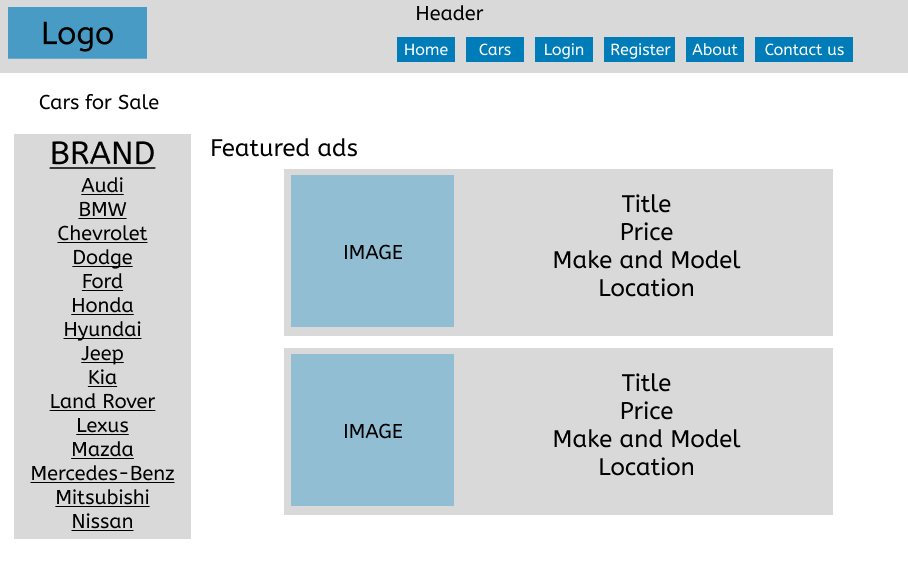 Logo
Header
Home Cars Login Register About Contact us
Cars for Sale
BRAND
Audi
BMW
Chevrolet
Dodge
Ford
Honda
Hyundai
Jeep
Kia
Land Rover
Lexus
Mazda
Mercedes-Benz
Mitsubishi
Nissan
Featured ads
IMAGE
Title
Price
Make and Model
Location
IMAGE
Title
Price
Make and Model
Location